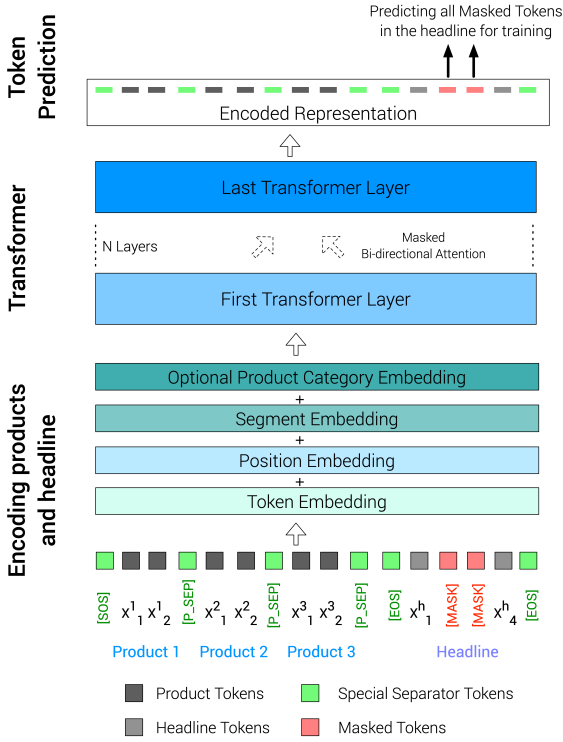 Predicting all Masked Tokens
in the headline for training
Token
Prediction
Encoded Representation
Transformer
Last Transformer Layer
N Layers
Masked
Bi-directional Attention
First Transformer Layer
Encoding products
and headline
Optional Product Category Embedding
+
Segment Embedding
+
Position Embedding
+
Token Embedding
[SOS] x¹₁ x¹₂ [P_SEP] x²₁ x²₂ [P_SEP] x³₁ x³₂ [P_SEP] [EOS] xʰ₁ [MASK] [MASK] xʰ₄ [EOS]
Product 1 Product 2 Product 3 Headline
Product Tokens Special Separator Tokens
Headline Tokens Masked Tokens